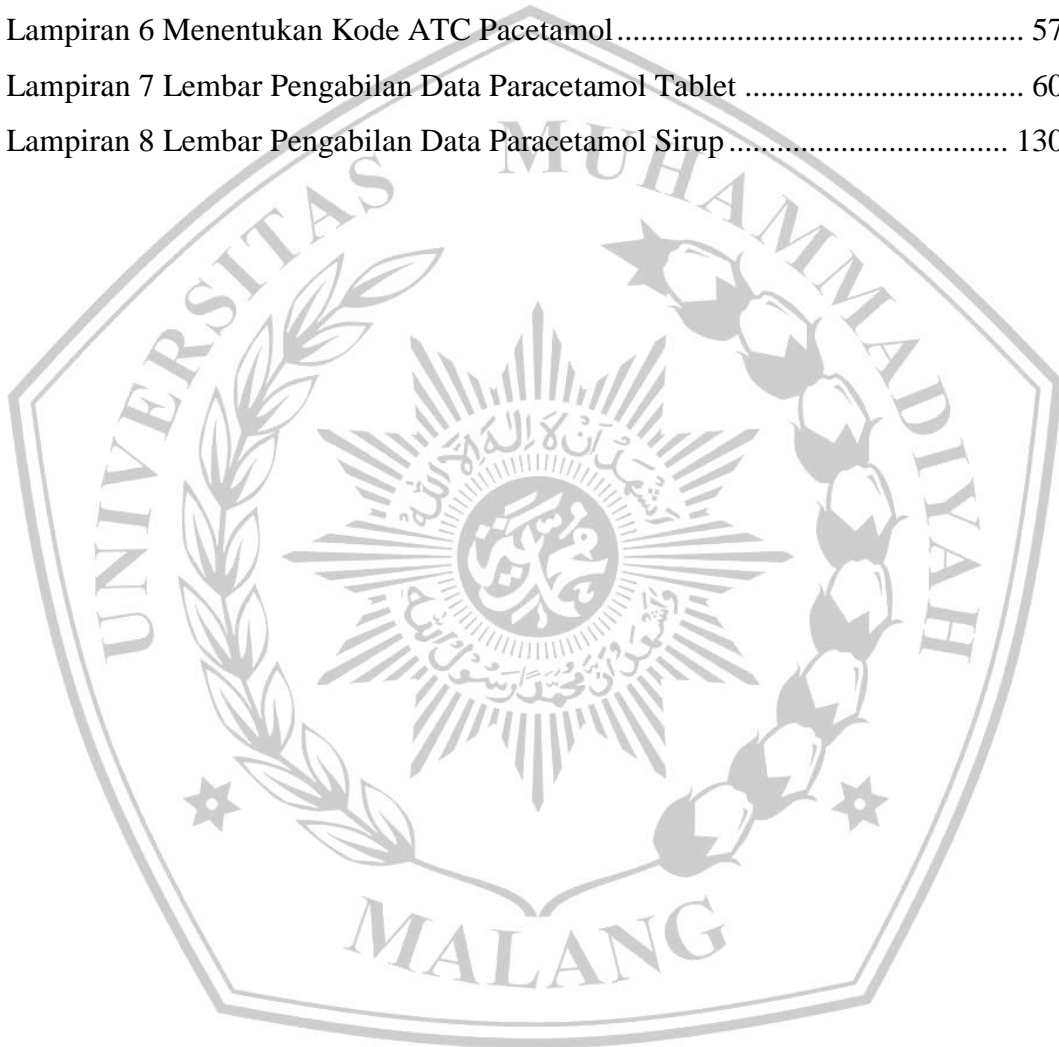 Lampiran 6 Menentukan Kode ATC Pacetamol................................................... 57
Lampiran 7 Lembar Pengabilan Data Paracetamol Tablet ................................... 60
Lampiran 8 Lembar Pengabilan Data Paracetamol Sirup ................................... 130
UNIVERSITAS MUHAMMADIYAH
MALANG